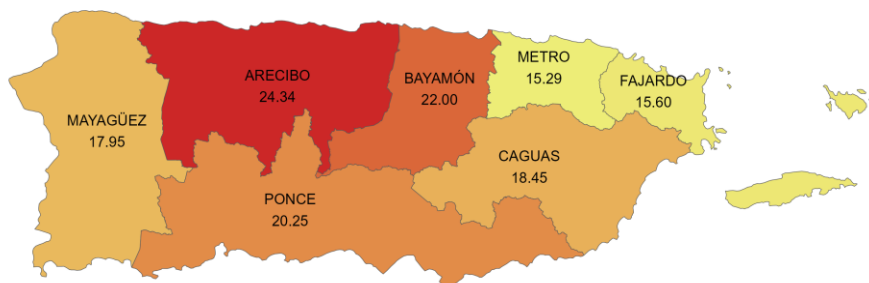 METRO
15.29
ARECIBO
24.34
BAYAMÓN
22.00
FAJARDO
15.60
MAYAGÜEZ
17.95
CAGUAS
18.45
PONCE
20.25